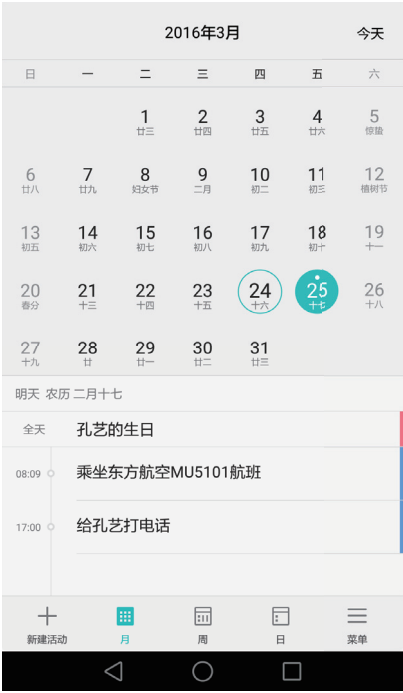 2016年3月 今天
日 一 二 三 四 五 六
1 2 3 4 5
廿三 廿四 廿五 廿六 惊蛰
6 7 8 9 10 11 12
廿八 廿九 妇女节 二月 初二 初三 植树节
13 14 15 16 17 18 19
初五 初六 初七 初八 初九 初十 十一
20 21 22 23 24 25 26
春分 十三 十四 十五 十六 十七 十八
27 28 29 30 31
十九 廿 廿一 廿二 廿三
明天 农历 二月十七
全天 孔艺的生日
08:09 乘坐东方航空MU5101航班
17:00 给孔艺打电话
新建活动 月 周 日 菜单